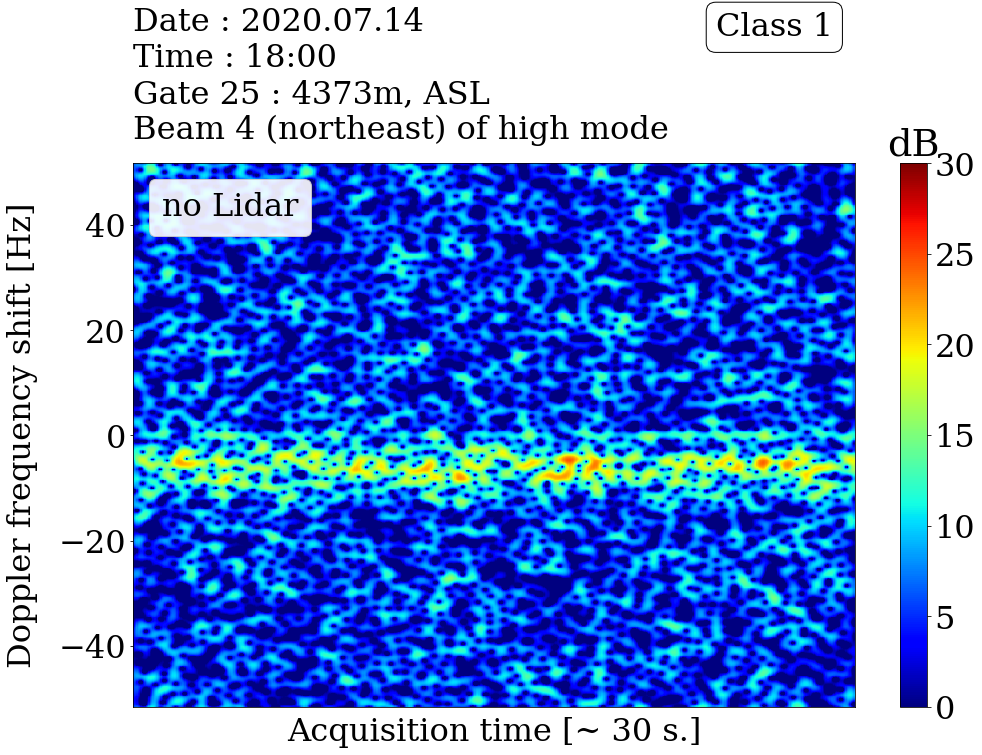 Date : 2020.07.14
Time : 18:00
Gate 25 : 4373m, ASL
Beam 4 (northeast) of high mode
Class 1
dB
no Lidar
Doppler frequency shift [Hz]
40
20
0
−20
−40
30
25
20
15
10
5
0
Acquisition time [~ 30 s.]